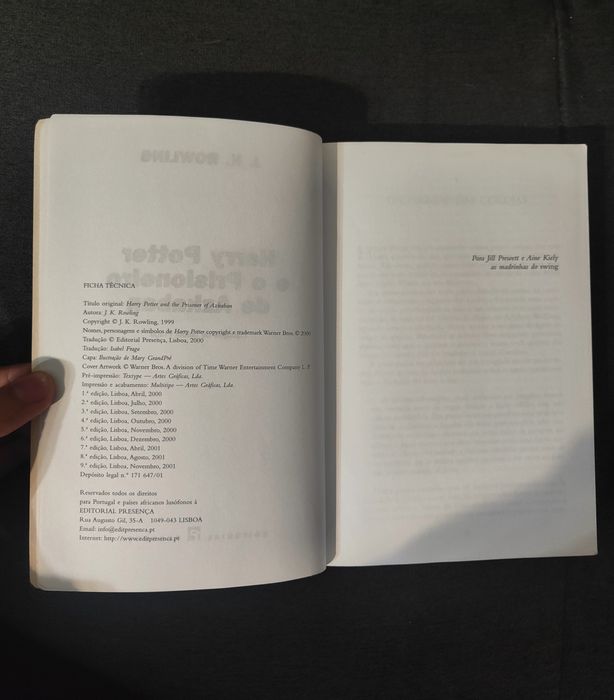 FICHA TÉCNICA
Título original: Harry Potter and the Prisoner of Azkaban
Autora: J. K. Rowling
Copyright © J. K. Rowling, 1999
Nomes, personagens e símbolos de Harry Potter copyright e trademark Warner Bros. © 2000
Tradução © Editorial Presença, Lisboa, 2000
Tradução: Isabel Fraga
Capa: Ilustração de Mary GrandPré
Cover Artwork © Warner Bros. A division of Time Warner Entertainment Company L. P.
Pré-impressão: Textype — Artes Gráficas, Lda.
Impressão e acabamento: Multitipo — Artes Gráficas, Lda.
1.ª edição, Lisboa, Abril, 2000
2.ª edição, Lisboa, Julho, 2000
3.ª edição, Lisboa, Setembro, 2000
4.ª edição, Lisboa, Outubro, 2000
5.ª edição, Lisboa, Novembro, 2000
6.ª edição, Lisboa, Dezembro, 2000
7.ª edição, Lisboa, Abril, 2001
8.ª edição, Lisboa, Agosto, 2001
9.ª edição, Lisboa, Novembro, 2001
Depósito legal n.º 171 647/01
Reservados todos os direitos
para Portugal e países africanos lusófonos à
EDITORIAL PRESENÇA
Rua Augusto Gil, 35-A 1049-043 LISBOA
Email: info@editpresenca.pt
Internet: http://www.editpresenca.pt
Para Jill Prewett e Aine Kiely
as madrinhas do swing